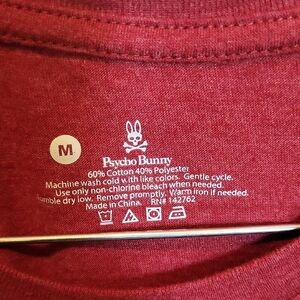 M
Psycho Bunny
60% Cotton 40% Polyester
Machine wash cold with like colors. Gentle cycle.
Use only non-chlorine bleach when needed.
umble dry low. Remove promptly. Warm iron if needed.
Made in China. RN# 142762